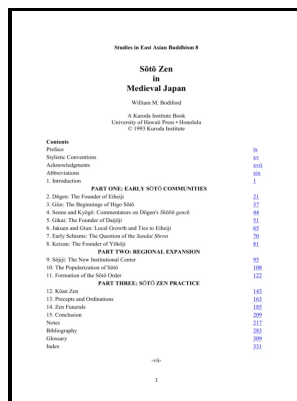 Studies in East Asian Buddhism 8
Sōtō Zen
in
Medieval Japan
William M. Bodiford
A Kuroda Institute Book
University of Hawaii Press • Honolulu
© 1993 Kuroda Institute
Contents
Preface ix
Stylistic Conventions xv
Acknowledgments xvii
Abbreviations xix
1. Introduction 1
PART ONE: EARLY SŌTŌ COMMUNITIES
2. Dōgen: The Founder of Eiheiji 21
3. Giin: The Beginnings of Higo Sōtō 37
4. Senne and Kyōgō: Commentators on Dōgen's Shōbō genzō 44
5. Gikai: The Founder of Daijōji 51
6. Jakuen and Giun: Local Growth and Ties to Eiheiji 65
7. Early Schisms: The Question of the Sandai Sōron 70
8. Keizan: The Founder of Yōkōji 81
PART TWO: REGIONAL EXPANSION
9. Sōjiji: The New Institutional Center 95
10. The Popularization of Sōtō 108
11. Formation of the Sōtō Order 122
PART THREE: SŌTŌ ZEN PRACTICE
12. Kōan Zen 143
13. Precepts and Ordinations 163
14. Zen Funerals 185
15. Conclusion 209
Notes 217
Bibliography 283
Glossary 309
Index 331
-vii-
1